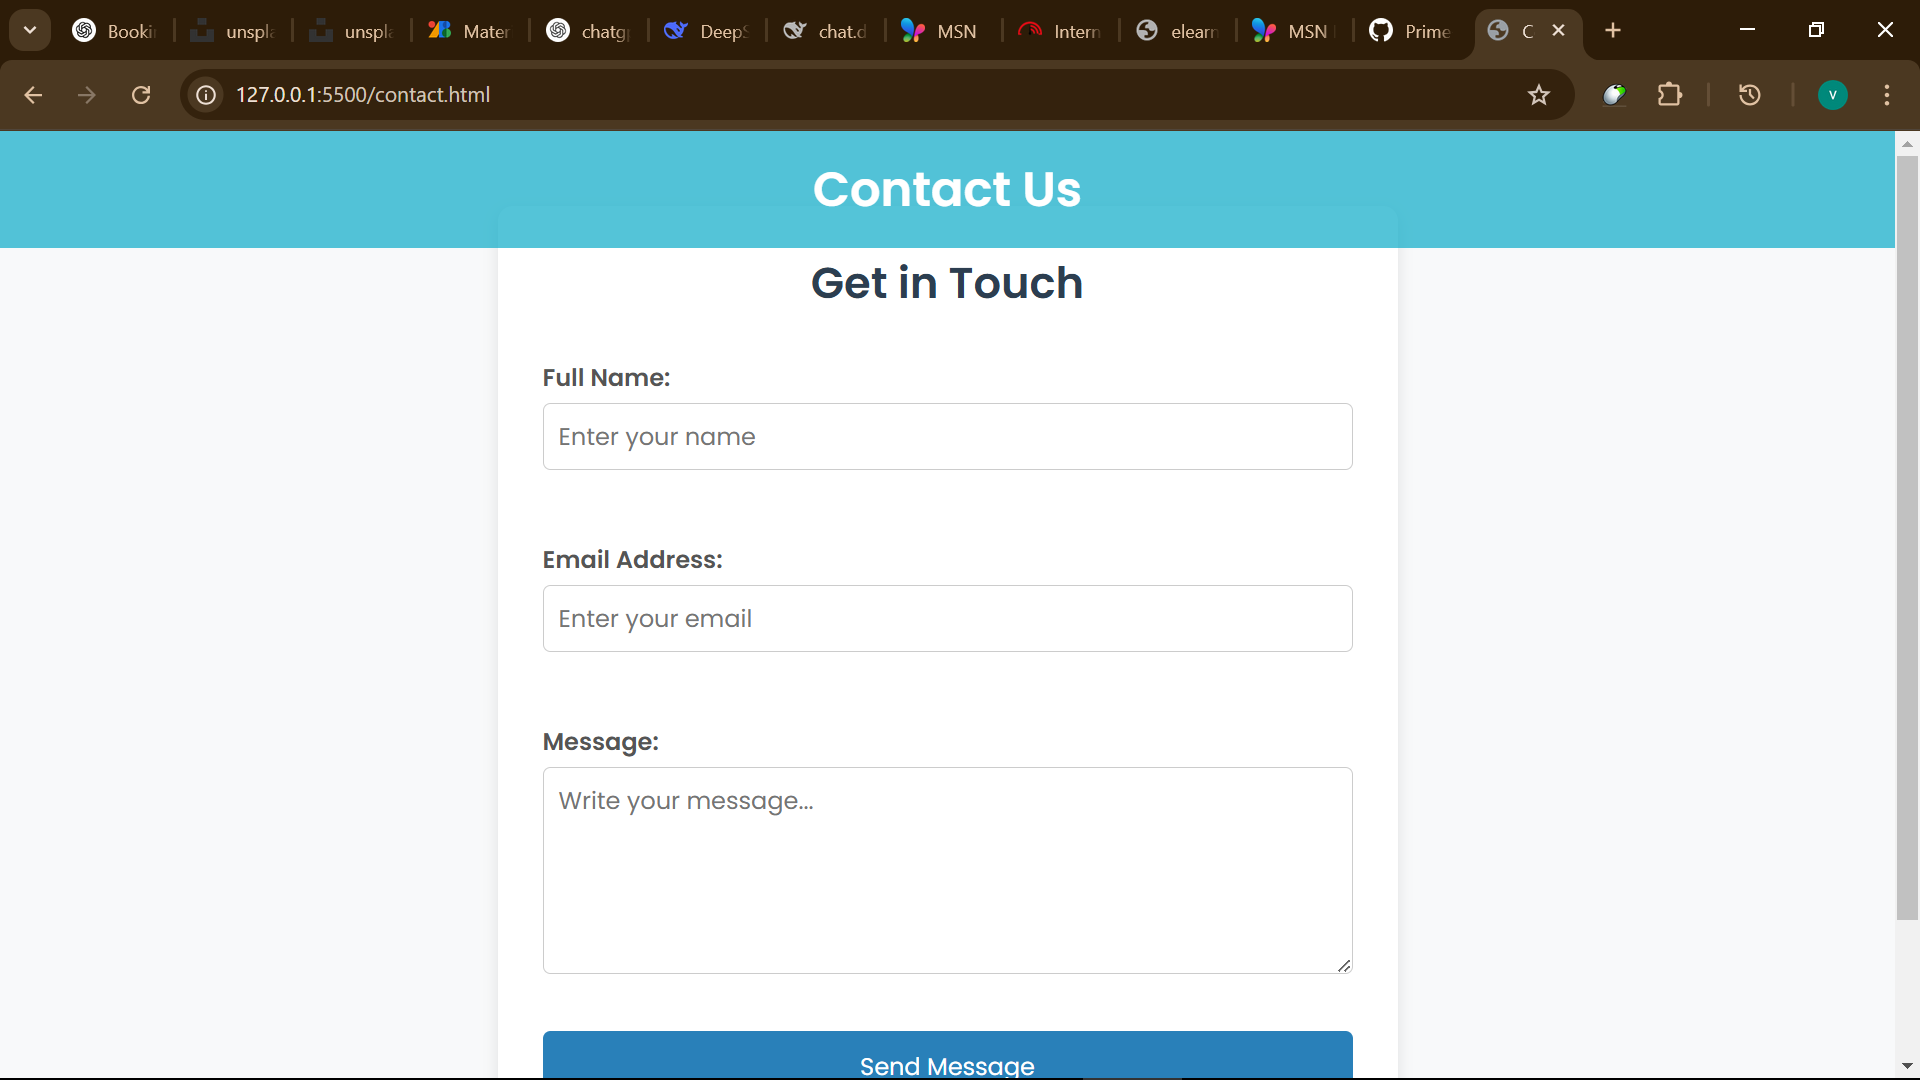 Booki
unspla
unspla
Mater
chatg
DeepS
chat.d
MSN
Intern
elearn
MSN
Prime
C
127.0.0.1:5500/contact.html
V
Contact Us
Get in Touch
Full Name:
Enter your name
Email Address:
Enter your email
Message:
Write your message...
Send Message